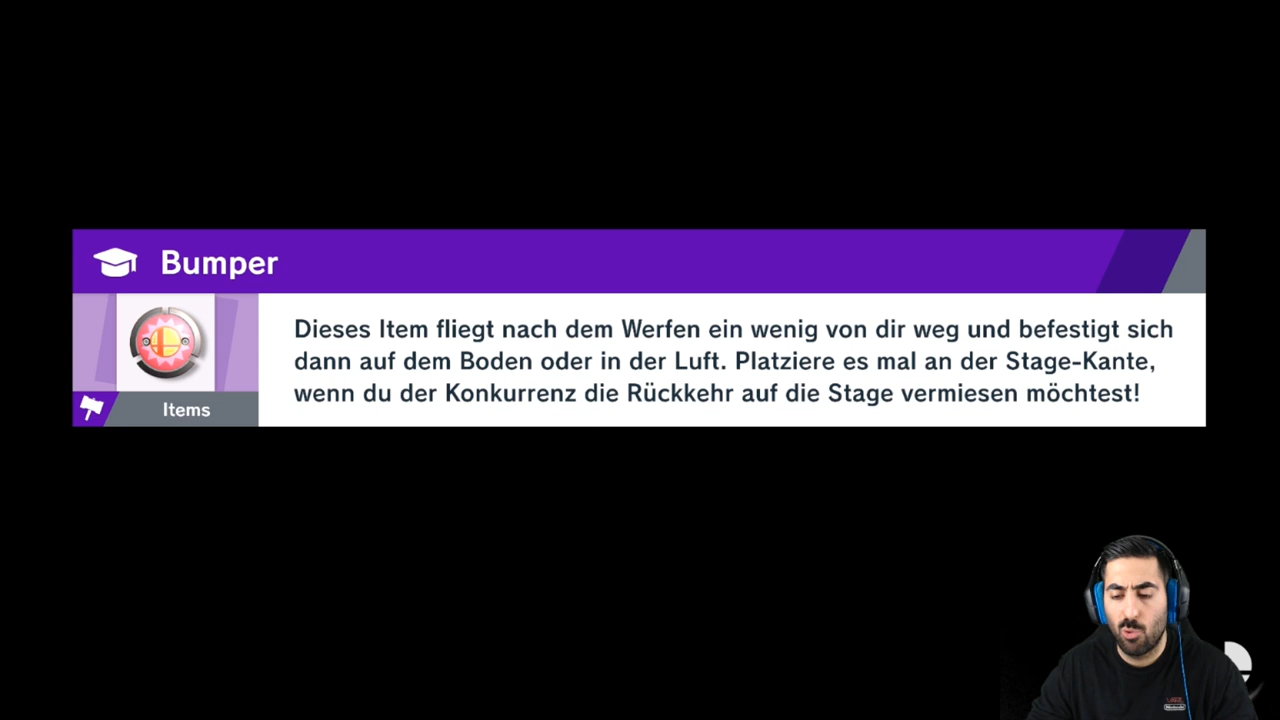 Bumper
Dieses Item fliegt nach dem Werfen ein wenig von dir weg und befestigt sich
dann auf dem Boden oder in der Luft. Platziere es mal an der Stage-Kante,
wenn du der Konkurrenz die Rückkehr auf die Stage vermiesen möchtest!
Items
Nintendo